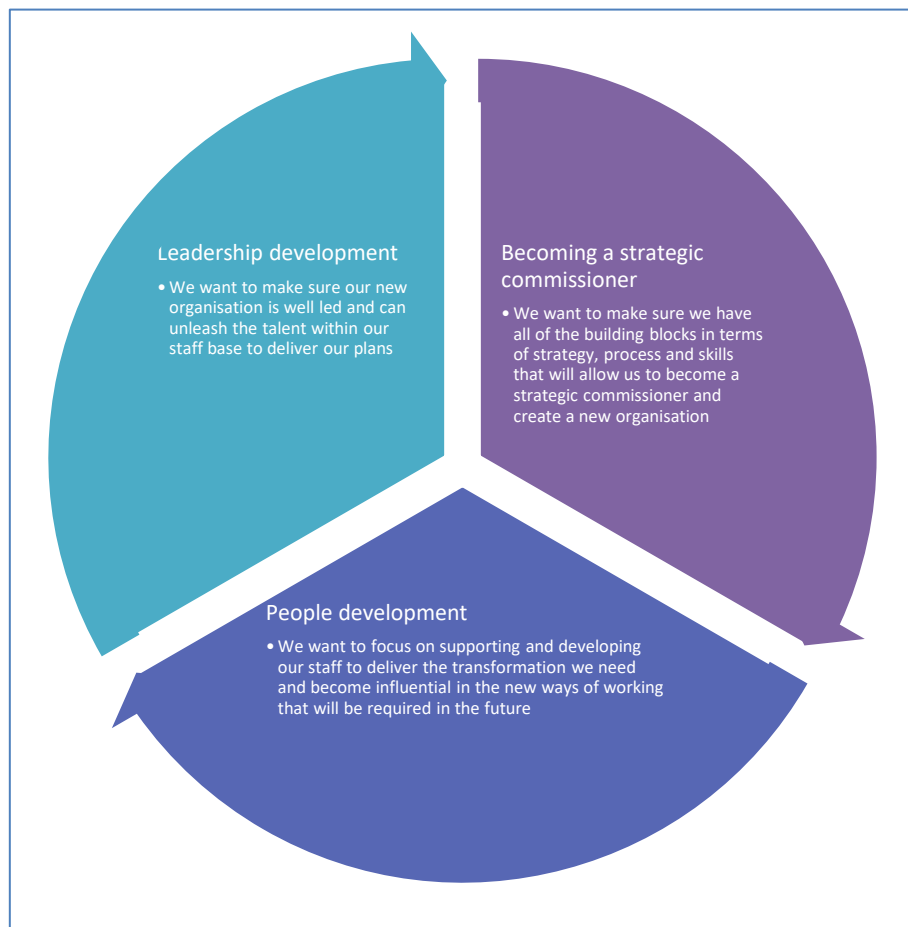 Leadership development
• We want to make sure our new
organisation is well led and can
unleash the talent within our
staff base to deliver our plans
Becoming a strategic
commissioner
• We want to make sure we have
all of the building blocks in terms
of strategy, process and skills
that will allow us to become a
strategic commissioner and
create a new organisation
People development
• We want to focus on supporting and developing
our staff to deliver the transformation we need
and become influential in the new ways of working
that will be required in the future